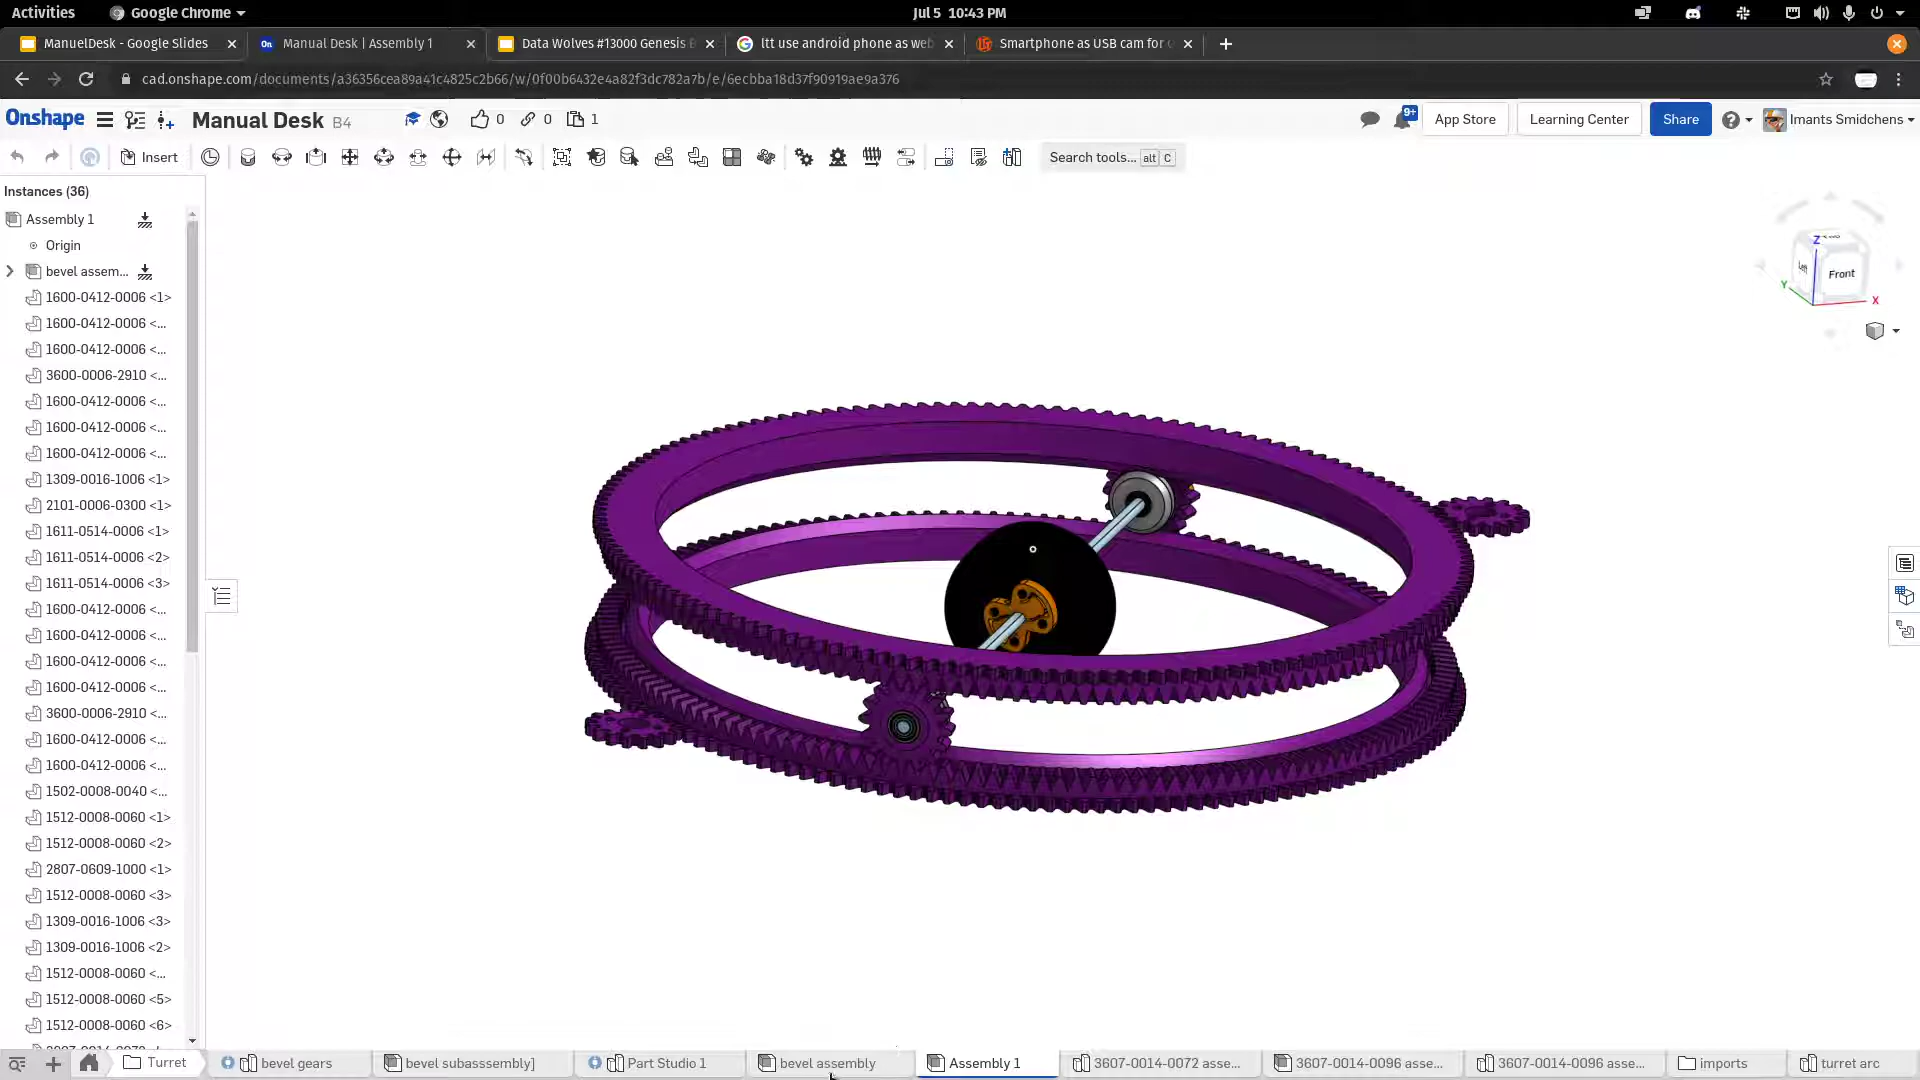 Activities
Google Chrome
Jul 5 10:43 PM
ManuelDesk - Google Slides
Manual Desk | Assembly 1
Data Wolves #13000 Genesis
ltt use android phone as web
Smartphone as USB cam for
cad.onshape.com/documents/a36356cea89a41c4825c2b66/w/0f00b6432e4a82f3dc782a7b/e/6ecbba18d37f90919ae9a376
Onshape
Manual Desk B4
0
0
1
9+
App Store
Learning Center
Share
Imants Smidchens
Insert
Search tools... alt C
Instances (36)
Assembly 1
Origin
bevel assem...
1600-0412-0006 <1>
1600-0412-0006 <...
1600-0412-0006 <...
3600-0006-2910 <...
1600-0412-0006 <...
1600-0412-0006 <...
1600-0412-0006 <...
1309-0016-1006 <1>
2101-0006-0300 <1>
1611-0514-0006 <1>
1611-0514-0006 <2>
1611-0514-0006 <3>
1600-0412-0006 <...
1600-0412-0006 <...
1600-0412-0006 <...
1600-0412-0006 <...
3600-0006-2910 <...
1600-0412-0006 <...
1600-0412-0006 <...
1502-0008-0040 <...
1512-0008-0060 <1>
1512-0008-0060 <2>
2807-0609-1000 <1>
1512-0008-0060 <3>
1309-0016-1006 <3>
1309-0016-1006 <2>
1512-0008-0060 <...
1512-0008-0060 <5>
1512-0008-0060 <6>
Z
Left
Front
Y
X
Turret
bevel gears
bevel subasssembly]
Part Studio 1
bevel assembly
Assembly 1
3607-0014-0072 asse...
3607-0014-0096 asse...
3607-0014-0096 asse...
imports
turret arc